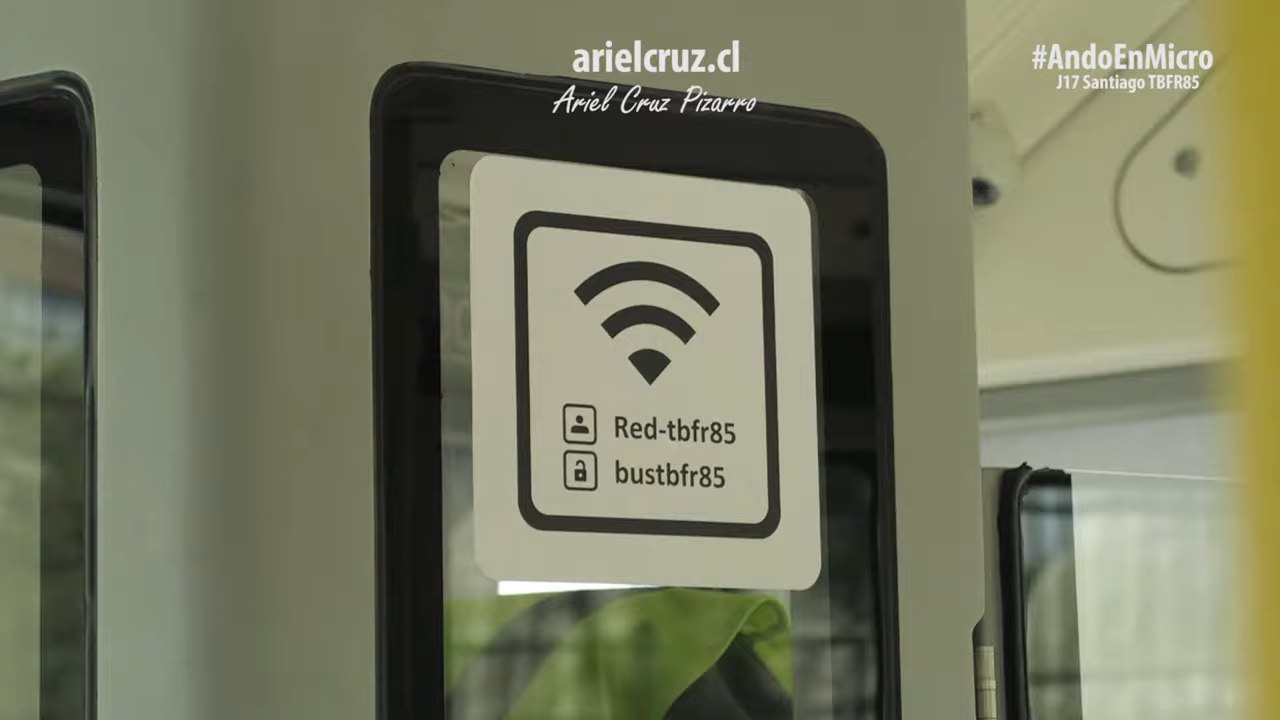 arielcruz.cl
Ariel Cruz Pizarro
#AndoEnMicro
J17 Santiago TBFR85
Red-tbfr85
bustbfr85